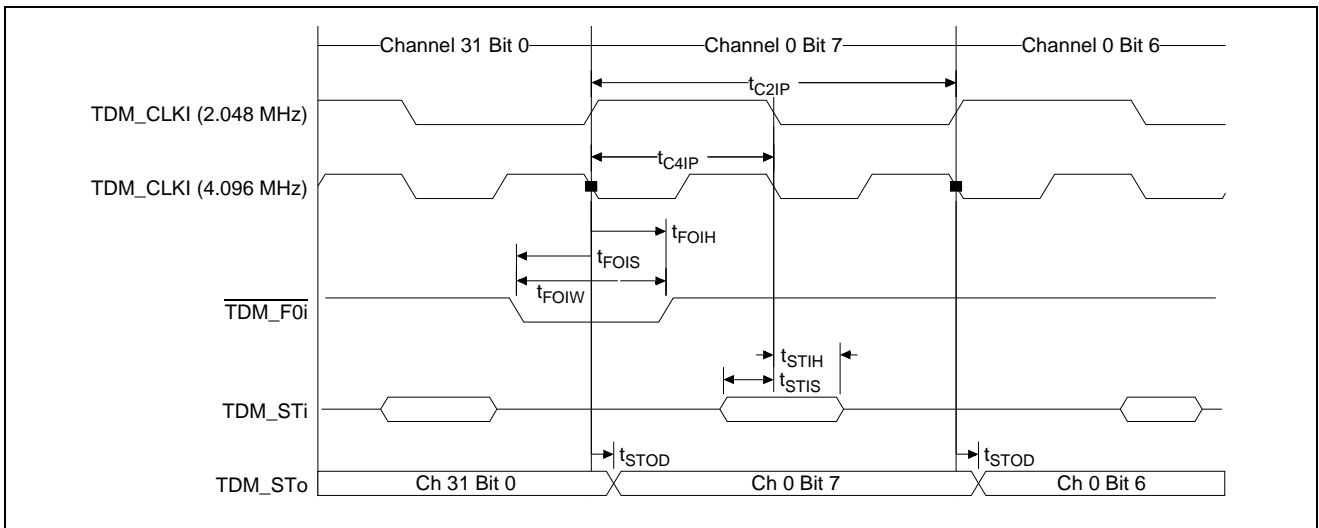 Channel 31 Bit 0 Channel 0 Bit 7 Channel 0 Bit 6
tC2IP
TDM_CLKI (2.048 MHz)
tC4IP
TDM_CLKI (4.096 MHz)
tFOIH
tFOIS
tFOIW
TDM_F0i
tSTIH
tSTIS
TDM_STi
tSTOD tSTOD
TDM_STo Ch 31 Bit 0 Ch 0 Bit 7 Ch 0 Bit 6